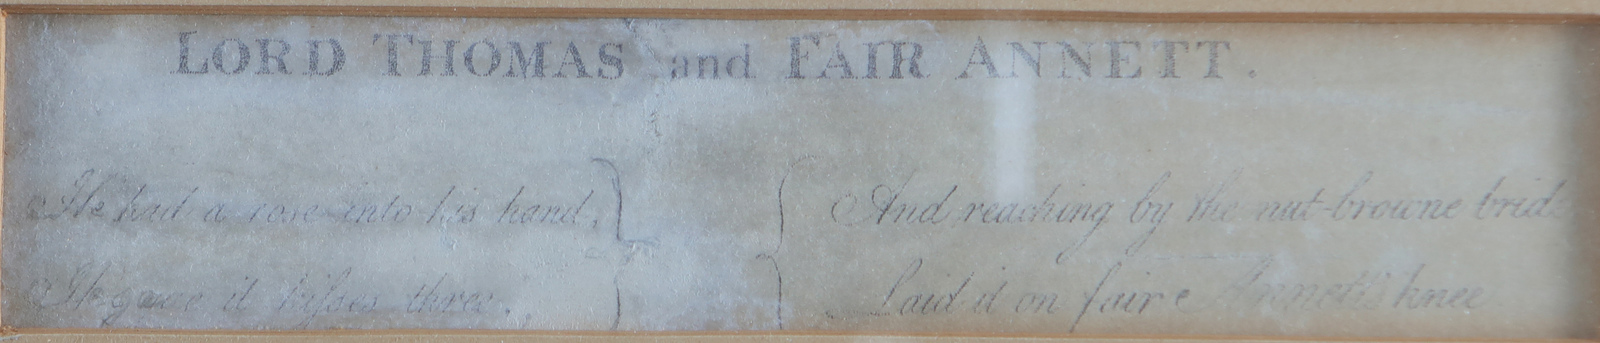 LORD THOMAS and FAIR ANNETT.
He had a rose into his hand,
He gave it kiſses three,
And reaching by the nut-browne bride
Laid it on faire Annett's knee